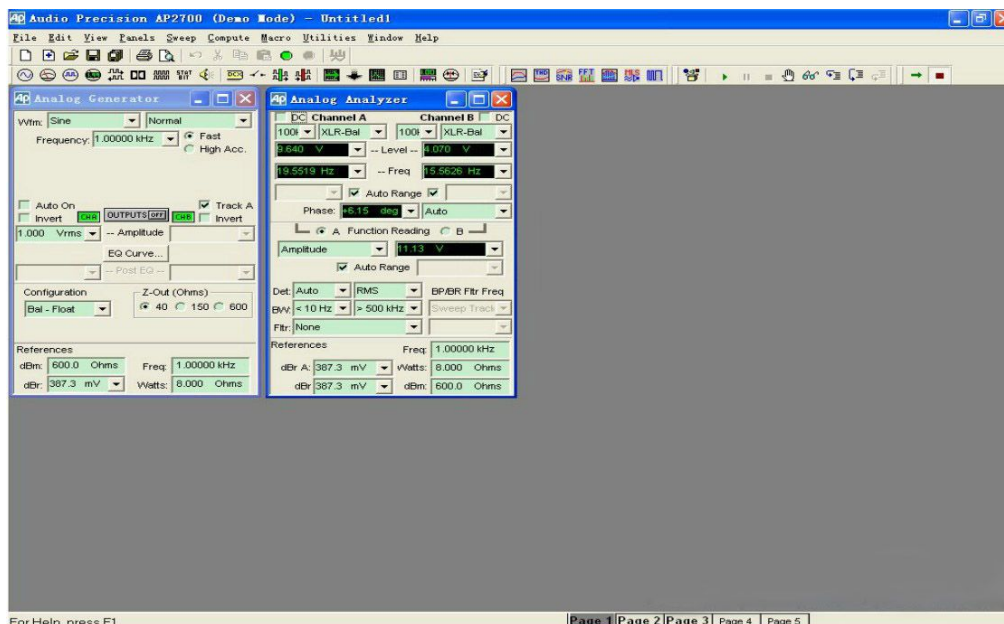 Audio Precision AP2700 (Demo Mode) - Untitled1
File Edit View Panels Sweep Compute Macro Utilities Window Help
Analog Generator
Wfm: Sine Normal
Frequency: 1.00000 kHz Fast
High Acc.
Auto On Track A
Invert CHA OUTPUTS OFF CHB Invert
1.000 Vrms -- Amplitude
EQ Curve...
-- Post EQ --
Configuration Z-Out (Ohms)
Bal - Float 40 150 600
References
dBm: 600.0 Ohms Freq: 1.00000 kHz
dBr: 387.3 mV Watts: 8.000 Ohms
Analog Analyzer
DC Channel A Channel B DC
XLR-Bal XLR-Bal
9.640 V -- Level -- 4.070 V
19.5519 Hz -- Freq 15.5626 Hz
Auto Range
Phase: +6.15 deg Auto
A Function Reading B
Amplitude 11.13 V
Auto Range
Det: Auto RMS BP/BR Fltr Freq
BW: < 10 Hz > 500 kHz Sweep Track
Fltr: None
References Freq: 1.00000 kHz
dBr A: 387.3 mV Watts: 8.000 Ohms
dBr 387.3 mV dBm: 600.0 Ohms
For Help, press F1
Page 1 Page 2 Page 3 Page 4 Page 5